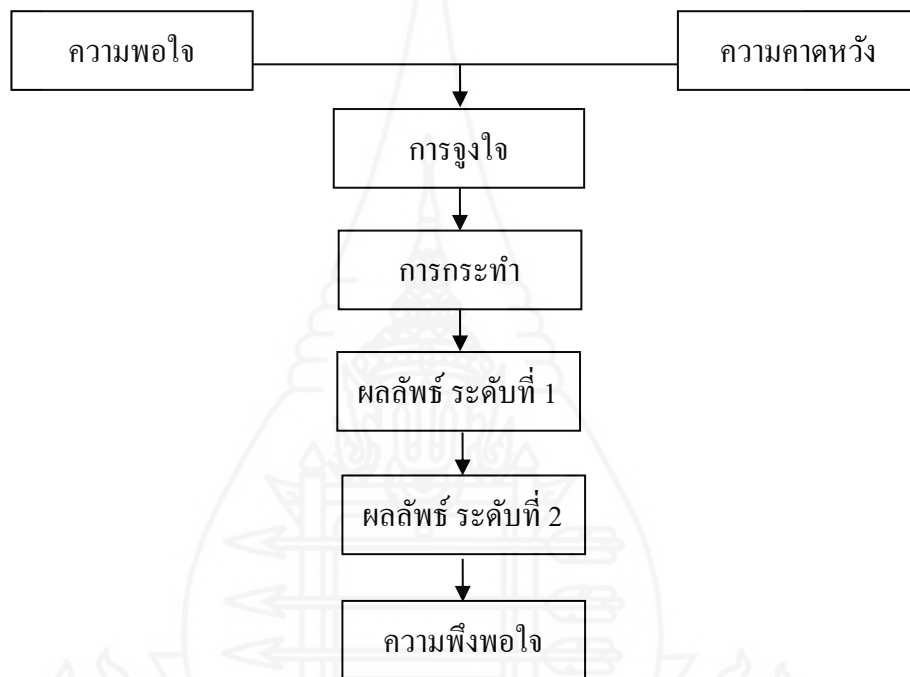 ความพอใจ
ความคาดหวัง
การจูงใจ
การกระทำ
ผลลัพธ์ ระดับที่ 1
ผลลัพธ์ ระดับที่ 2
ความพึงพอใจ